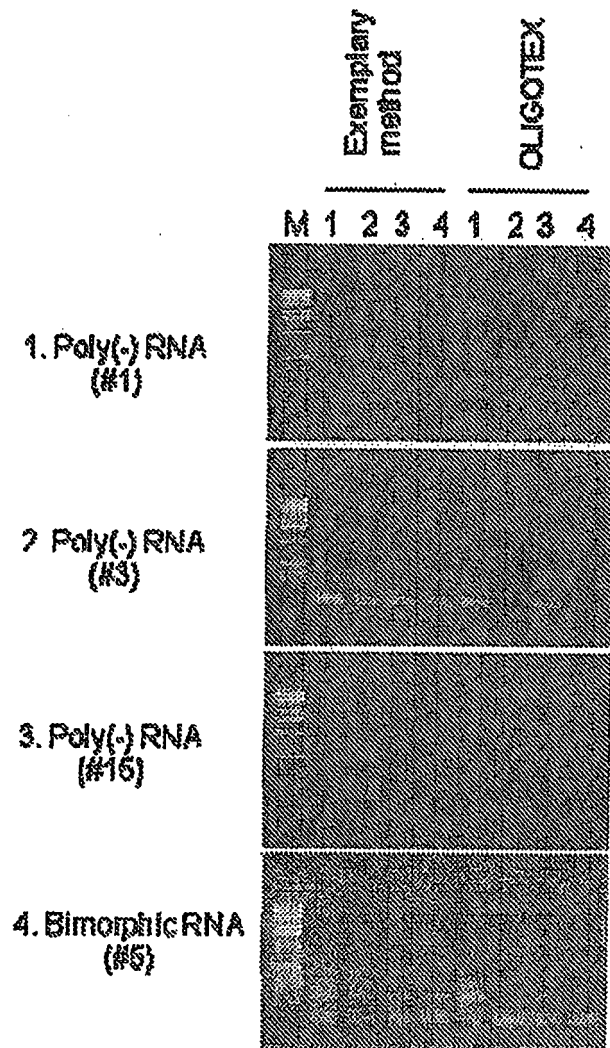 Exemplary
method
OLIGOTEX
M 1 2 3 4 1 2 3 4
1. Poly(-) RNA
(#1)
2 Poly(-) RNA
(#3)
3. Poly(-) RNA
(#15)
4. Bimorphic RNA
(#5)